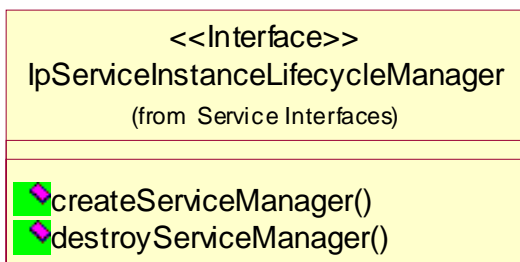 <<Interface>>
IpServiceInstanceLifecycleManager
(from Service Interfaces)
createServiceManager()
destroyServiceManager()